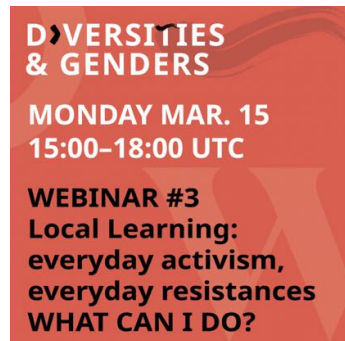 DIVERSITIES
& GENDERS
MONDAY MAR. 15
15:00–18:00 UTC
WEBINAR #3
Local Learning:
everyday activism,
everyday resistances
WHAT CAN I DO?